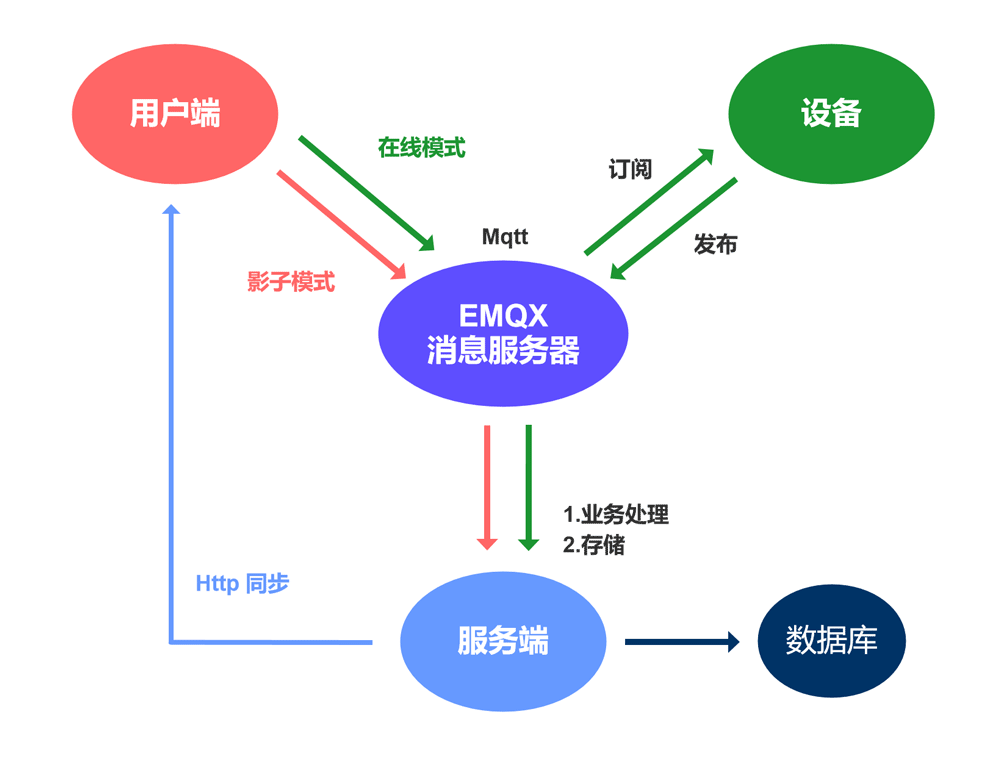 用户端
设备
在线模式
订阅
发布
Mqtt
影子模式
EMQX
消息服务器
1.业务处理
2.存储
Http 同步
服务端
数据库